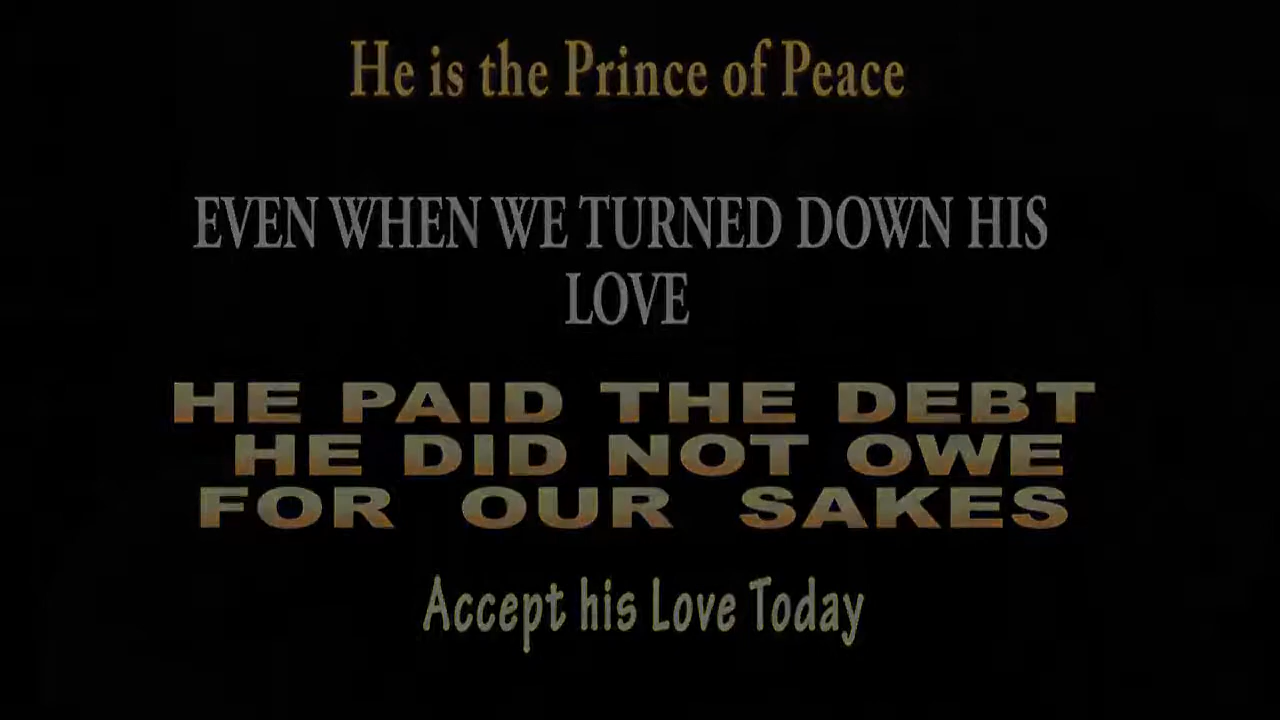 He is the Prince of Peace
EVEN WHEN WE TURNED DOWN HIS
LOVE
HE PAID THE DEBT
HE DID NOT OWE
FOR OUR SAKES
Accept his Love Today